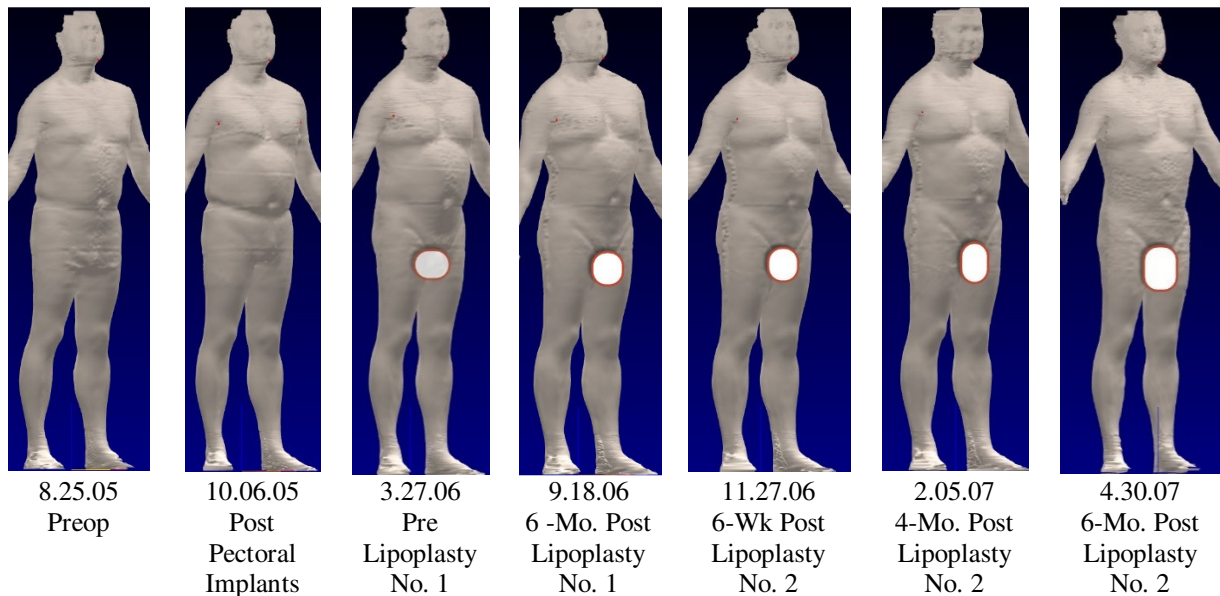 8.25.05
Preop
10.06.05
Post
Pectoral
Implants
3.27.06
Pre
Lipoplasty
No. 1
9.18.06
6 -Mo. Post
Lipoplasty
No. 1
11.27.06
6-Wk Post
Lipoplasty
No. 2
2.05.07
4-Mo. Post
Lipoplasty
No. 2
4.30.07
6-Mo. Post
Lipoplasty
No. 2